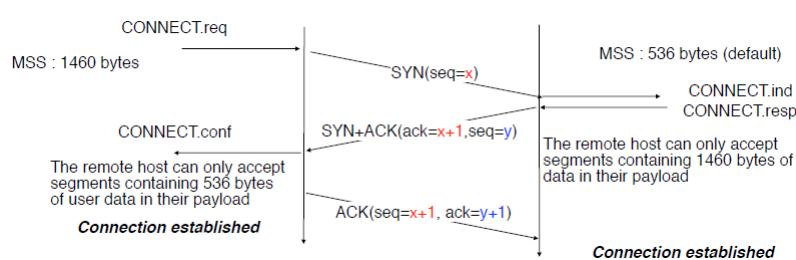 CONNECT.req
MSS : 1460 bytes
MSS : 536 bytes (default)
SYN(seq=x)
CONNECT.ind
CONNECT.resp
CONNECT.conf
SYN+ACK(ack=x+1,seq=y)
The remote host can only accept
segments containing 1460 bytes of
data in their payload
The remote host can only accept
segments containing 536 bytes
of user data in their payload
ACK(seq=x+1, ack=y+1)
Connection established
Connection established